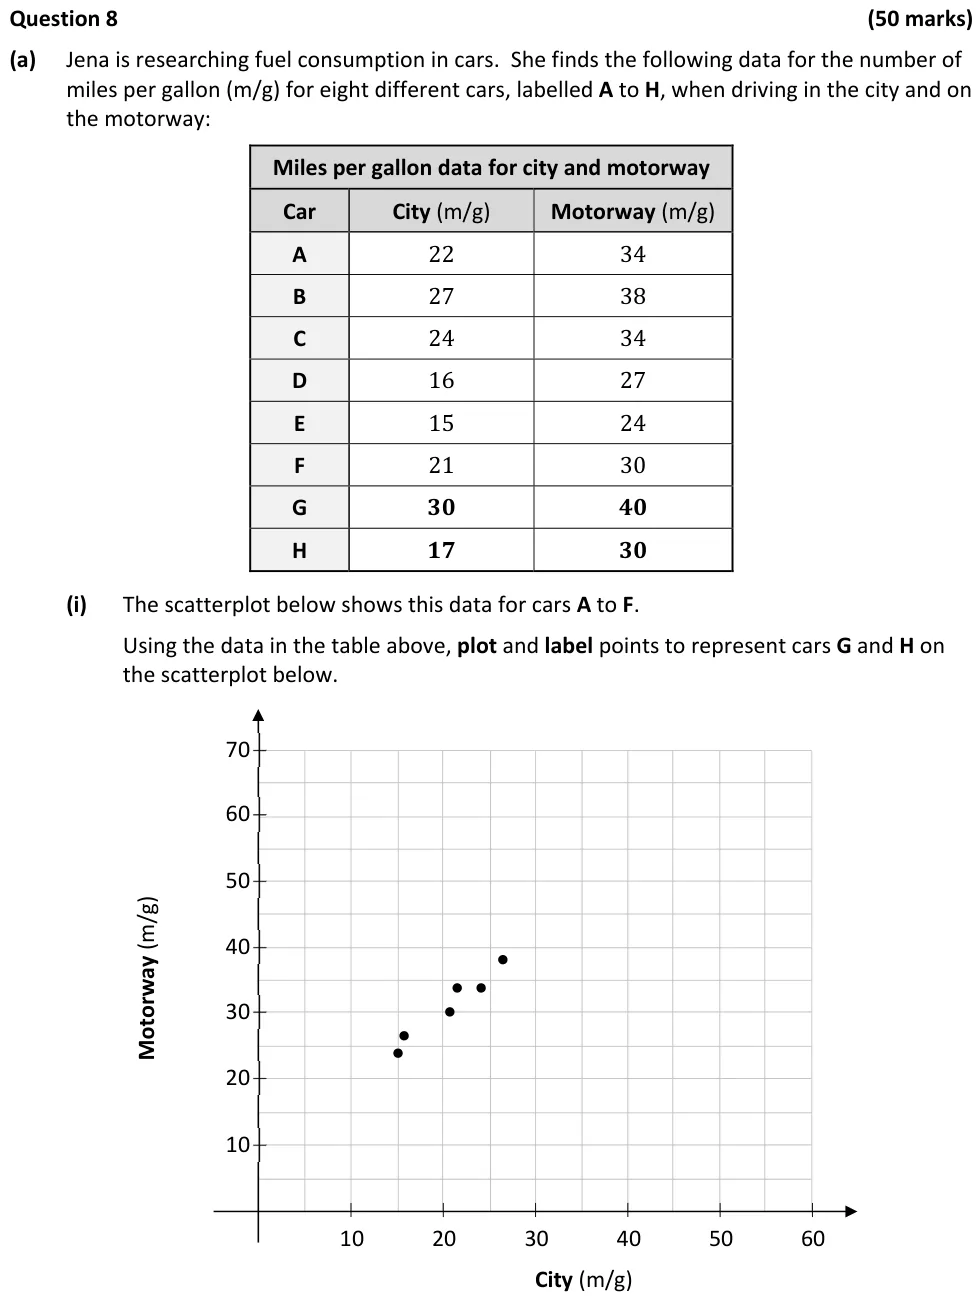 Question 8 (50 marks)
(a) Jena is researching fuel consumption in cars. She finds the following data for the number of
miles per gallon (m/g) for eight different cars, labelled A to H, when driving in the city and on
the motorway:
Miles per gallon data for city and motorway
Car City (m/g) Motorway (m/g)
A 22 34
B 27 38
C 24 34
D 16 27
E 15 24
F 21 30
G 30 40
H 17 30
(i) The scatterplot below shows this data for cars A to F.
Using the data in the table above, plot and label points to represent cars G and H on
the scatterplot below.
70
60
50
40
30
20
10
Motorway (m/g)
10 20 30 40 50 60
City (m/g)